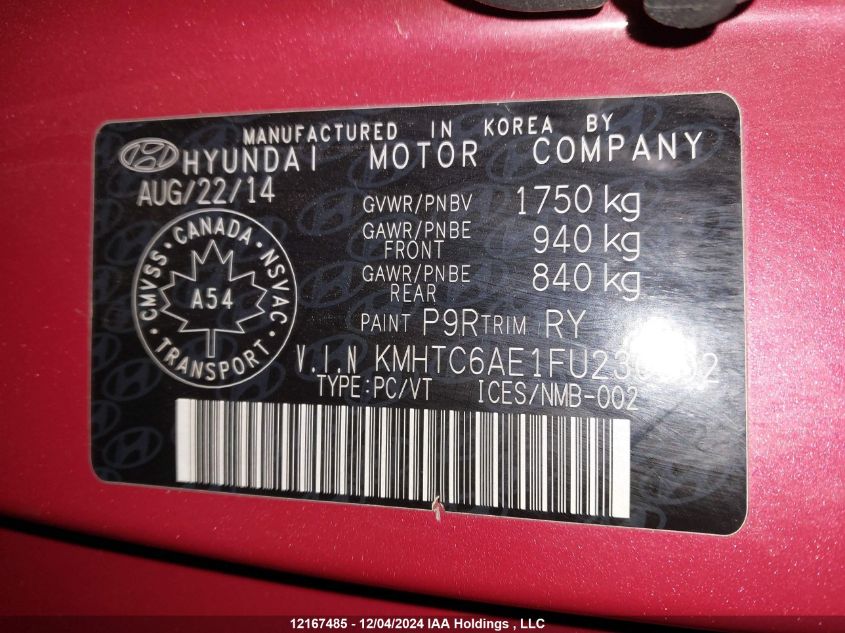 MANUFACTURED IN KOREA BY
HYUNDAI MOTOR COMPANY
AUG/22/14
GVWR/PNBV 1750 kg
GAWR/PNBE FRONT 940 kg
GAWR/PNBE REAR 840 kg
CMVSS · CANADA · NSVAC · TRANSPORT ·
A54
PAINT P9R TRIM RY
V.I.N
TYPE:PC/VT ICES/NMB-002
12167485 - 12/04/2024 IAA Holdings , LLC